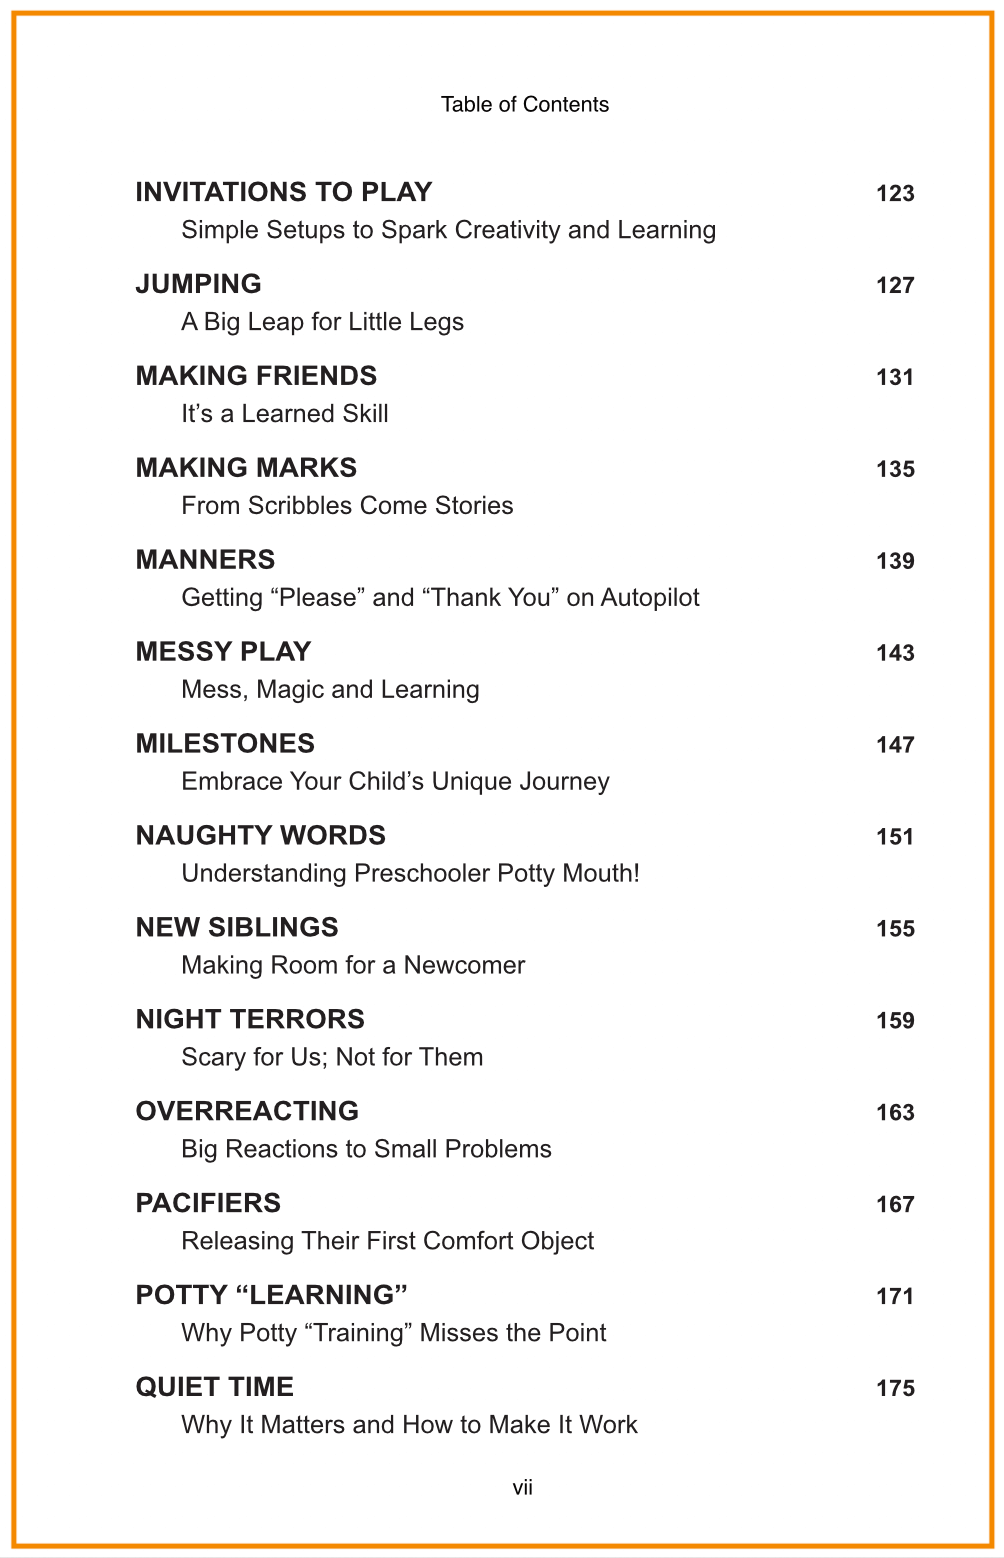 Table of Contents
INVITATIONS TO PLAY 123
Simple Setups to Spark Creativity and Learning
JUMPING 127
A Big Leap for Little Legs
MAKING FRIENDS 131
It’s a Learned Skill
MAKING MARKS 135
From Scribbles Come Stories
MANNERS 139
Getting “Please” and “Thank You” on Autopilot
MESSY PLAY 143
Mess, Magic and Learning
MILESTONES 147
Embrace Your Child’s Unique Journey
NAUGHTY WORDS 151
Understanding Preschooler Potty Mouth!
NEW SIBLINGS 155
Making Room for a Newcomer
NIGHT TERRORS 159
Scary for Us; Not for Them
OVERREACTING 163
Big Reactions to Small Problems
PACIFIERS 167
Releasing Their First Comfort Object
POTTY “LEARNING” 171
Why Potty “Training” Misses the Point
QUIET TIME 175
Why It Matters and How to Make It Work
vii